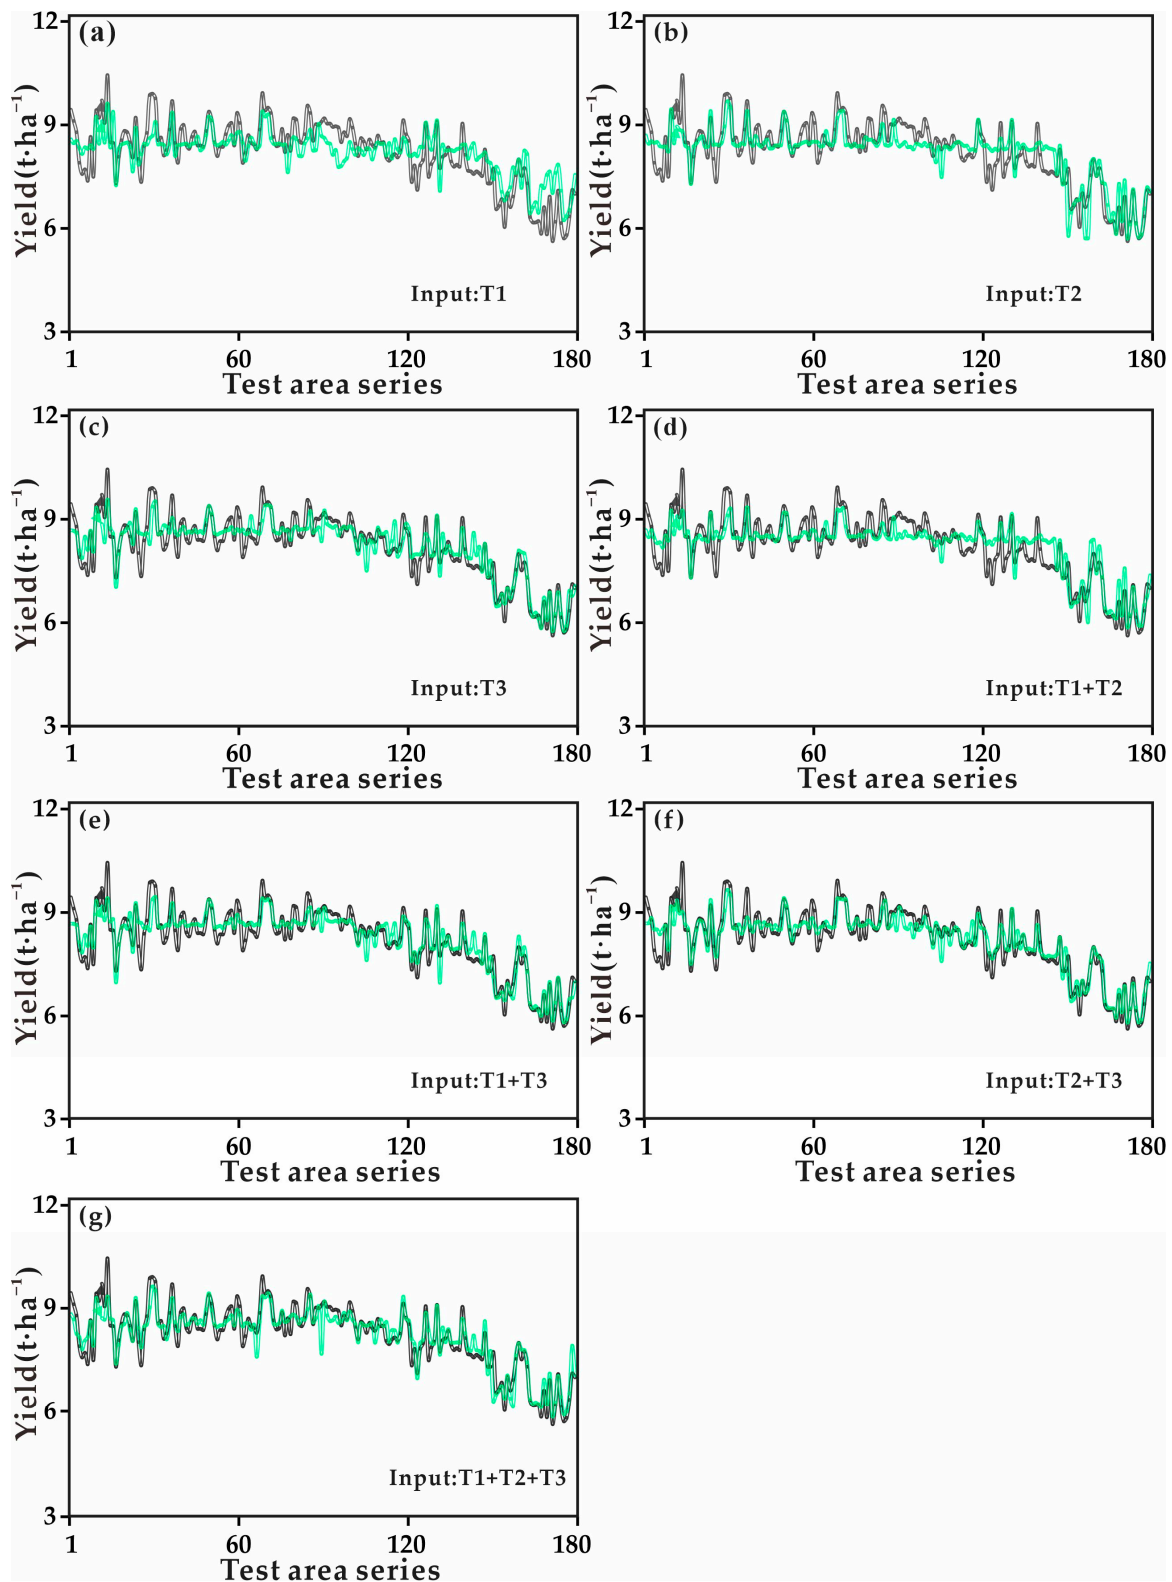 (a)
12
9
6
3
Yield(t·ha⁻¹)
Input:T1
1 60 120 180
Test area series
(b)
12
9
6
3
Yield(t·ha⁻¹)
Input:T2
1 60 120 180
Test area series
(c)
12
9
6
3
Yield(t·ha⁻¹)
Input:T3
1 60 120 180
Test area series
(d)
12
9
6
3
Yield(t·ha⁻¹)
Input:T1+T2
1 60 120 180
Test area series
(e)
12
9
6
3
Yield(t·ha⁻¹)
Input:T1+T3
1 60 120 180
Test area series
(f)
12
9
6
3
Yield(t·ha⁻¹)
Input:T2+T3
1 60 120 180
Test area series
(g)
12
9
6
3
Yield(t·ha⁻¹)
Input:T1+T2+T3
1 60 120 180
Test area series